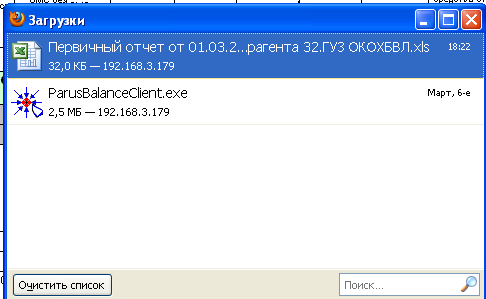 Загрузки
Первичный отчет от 01.03.2...рагента 32.ГУЗ ОКОХБВЛ.xls 18:22
32,0 КБ — 192.168.3.179
ParusBalanceClient.exe Март, 6-е
2,5 МБ — 192.168.3.179
Очистить список Поиск...